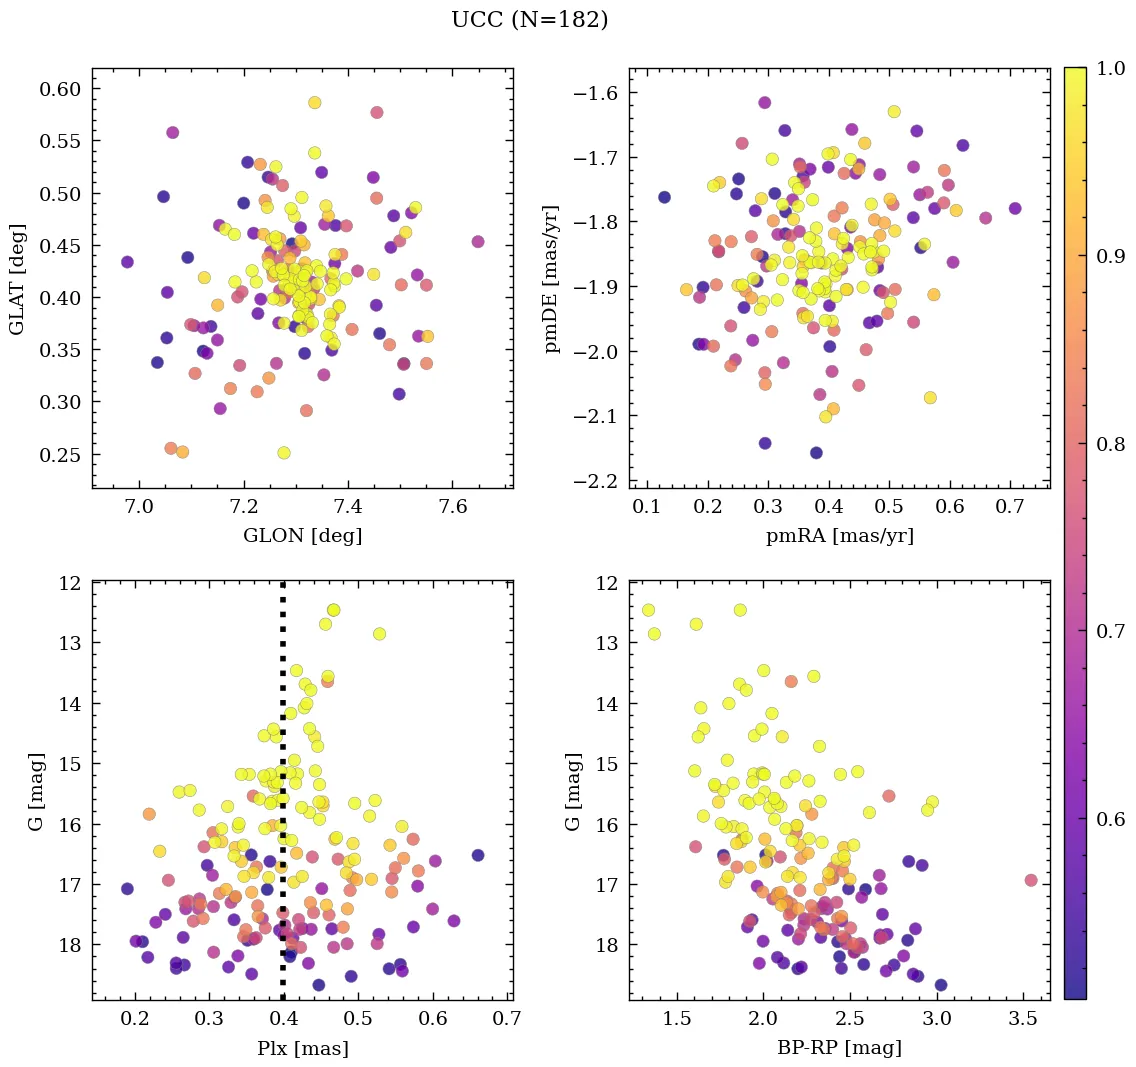 UCC (N=182)
0.60
0.55
0.50
0.45
0.40
0.35
0.30
0.25
GLAT [deg]
7.0 7.2 7.4 7.6
GLON [deg]
−1.6
−1.7
−1.8
−1.9
−2.0
−2.1
−2.2
pmDE [mas/yr]
0.1 0.2 0.3 0.4 0.5 0.6 0.7
pmRA [mas/yr]
12
13
14
15
16
17
18
G [mag]
0.2 0.3 0.4 0.5 0.6 0.7
Plx [mas]
12
13
14
15
16
17
18
G [mag]
1.5 2.0 2.5 3.0 3.5
BP-RP [mag]
1.0
0.9
0.8
0.7
0.6